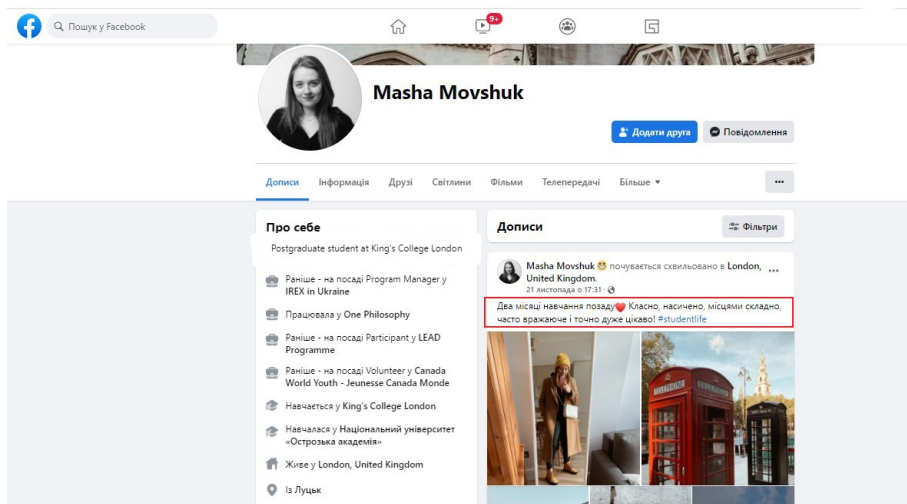 Пошук у Facebook
9+
Masha Movshuk
Додати друга
Повідомлення
Дописи
Інформація
Друзі
Світлини
Фільми
Телепередачі
Більше
Про себе
Postgraduate student at King's College London
Раніше - на посаді Program Manager у
IREX in Ukraine
Працювала у One Philosophy
Раніше - на посаді Participant у LEAD
Programme
Раніше - на посаді Volunteer у Canada
World Youth - Jeunesse Canada Monde
Навчається у King's College London
Навчалася у Національний університет
«Острозька академія»
Живе у London, United Kingdom
Із Луцьк
Дописи
Фільтри
Masha Movshuk 😁 почувається схвильовано в London,
United Kingdom.
21 листопада о 17:31 ·
Два місяці навчання позаду❤️ Класно, насичено, місцями складно,
часто вражаюче і точно дуже цікаво! #studentlife
TELEPHONE